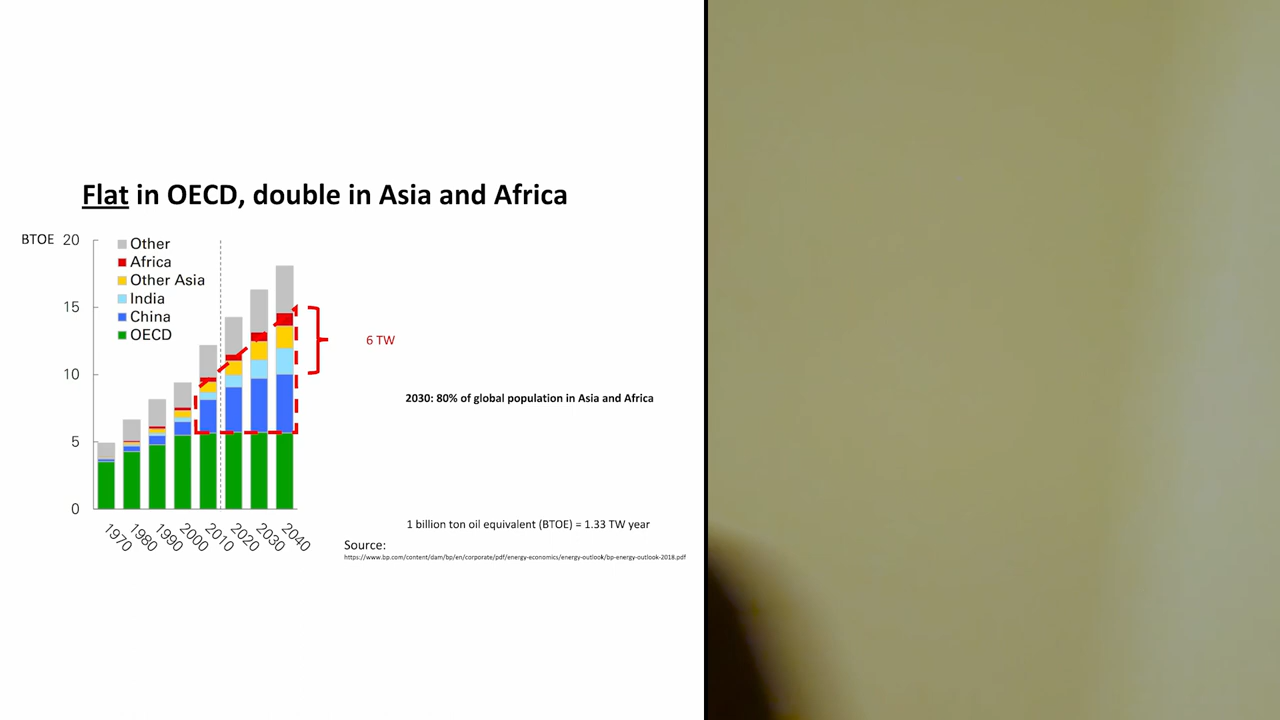 Flat in OECD, double in Asia and Africa
BTOE 20
15
10
5
0
Other
Africa
Other Asia
India
China
OECD
6 TW
2030: 80% of global population in Asia and Africa
1 billion ton oil equivalent (BTOE) = 1.33 TW year
1970 1980 1990 2000 2010 2020 2030 2040
Source:
https://www.bp.com/content/dam/bp/en/corporate/pdf/energy-economics/energy-outlook/bp-energy-outlook-2018.pdf